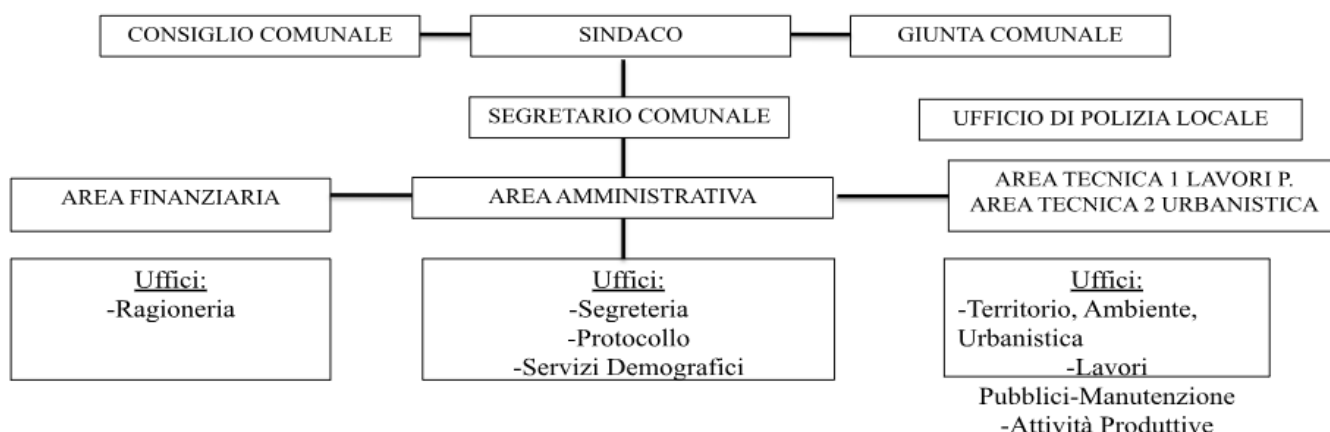 CONSIGLIO COMUNALE
SINDACO
GIUNTA COMUNALE
SEGRETARIO COMUNALE
UFFICIO DI POLIZIA LOCALE
AREA FINANZIARIA
AREA AMMINISTRATIVA
AREA TECNICA 1 LAVORI P.
AREA TECNICA 2 URBANISTICA
Uffici:
-Ragioneria
Uffici:
-Segreteria
-Protocollo
-Servizi Demografici
Uffici:
-Territorio, Ambiente,
Urbanistica
-Lavori
Pubblici-Manutenzione
-Attività Produttive